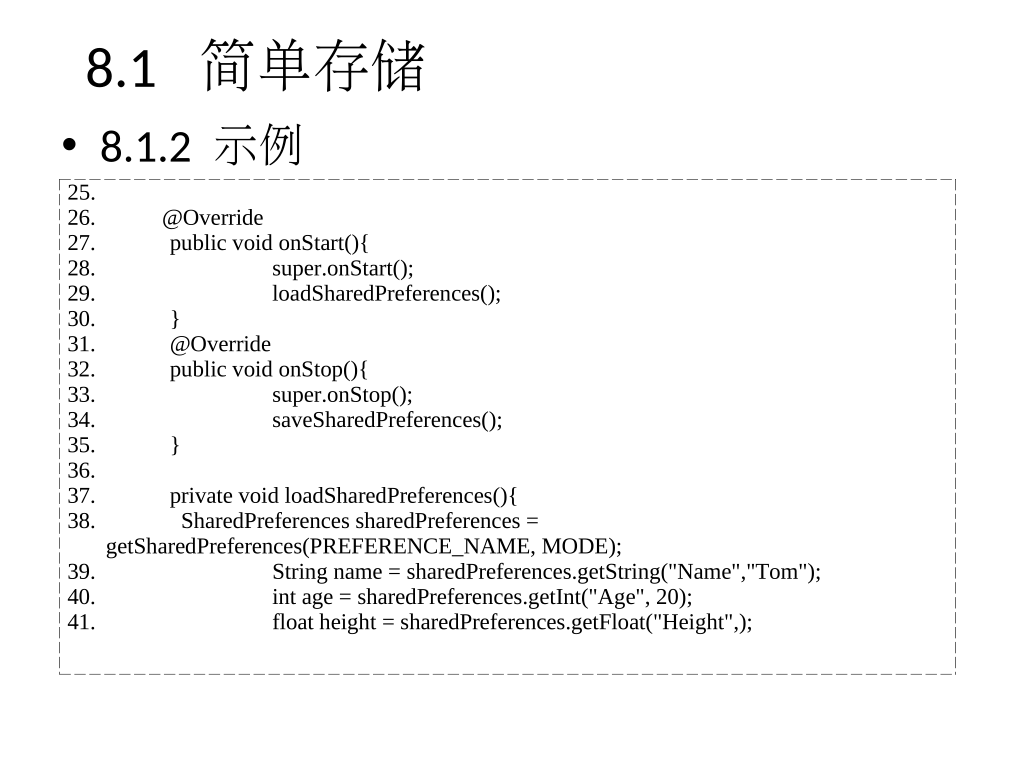 8.1 简单存储
• 8.1.2 示例
25.
26. @Override
27. public void onStart(){
28. super.onStart();
29. loadSharedPreferences();
30. }
31. @Override
32. public void onStop(){
33. super.onStop();
34. saveSharedPreferences();
35. }
36.
37. private void loadSharedPreferences(){
38. SharedPreferences sharedPreferences =
getSharedPreferences(PREFERENCE_NAME, MODE);
39. String name = sharedPreferences.getString("Name","Tom");
40. int age = sharedPreferences.getInt("Age", 20);
41. float height = sharedPreferences.getFloat("Height",);